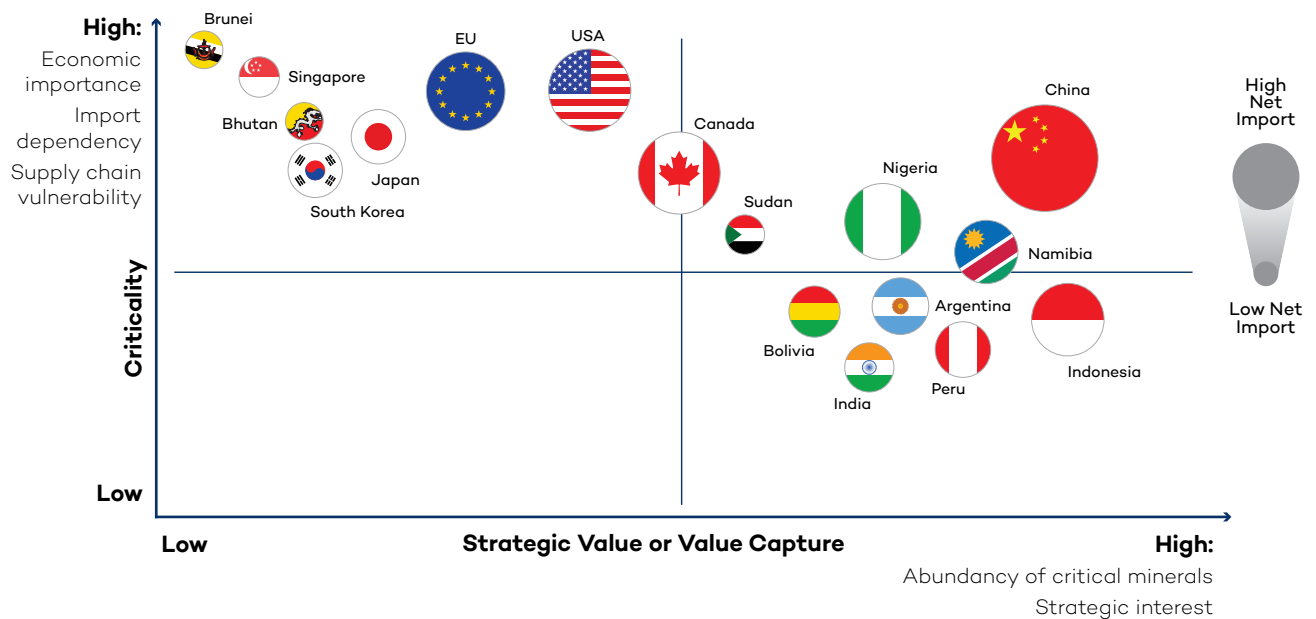 High:
Economic
importance
Import
dependency
Supply chain
vulnerability
Criticality
Low
Brunei
Singapore
Bhutan
South Korea
Japan
EU
USA
Canada
Sudan
Nigeria
China
Namibia
Bolivia
Argentina
India
Peru
Indonesia
High
Net
Import
Low Net
Import
Low
Strategic Value or Value Capture
High:
Abundancy of critical minerals
Strategic interest